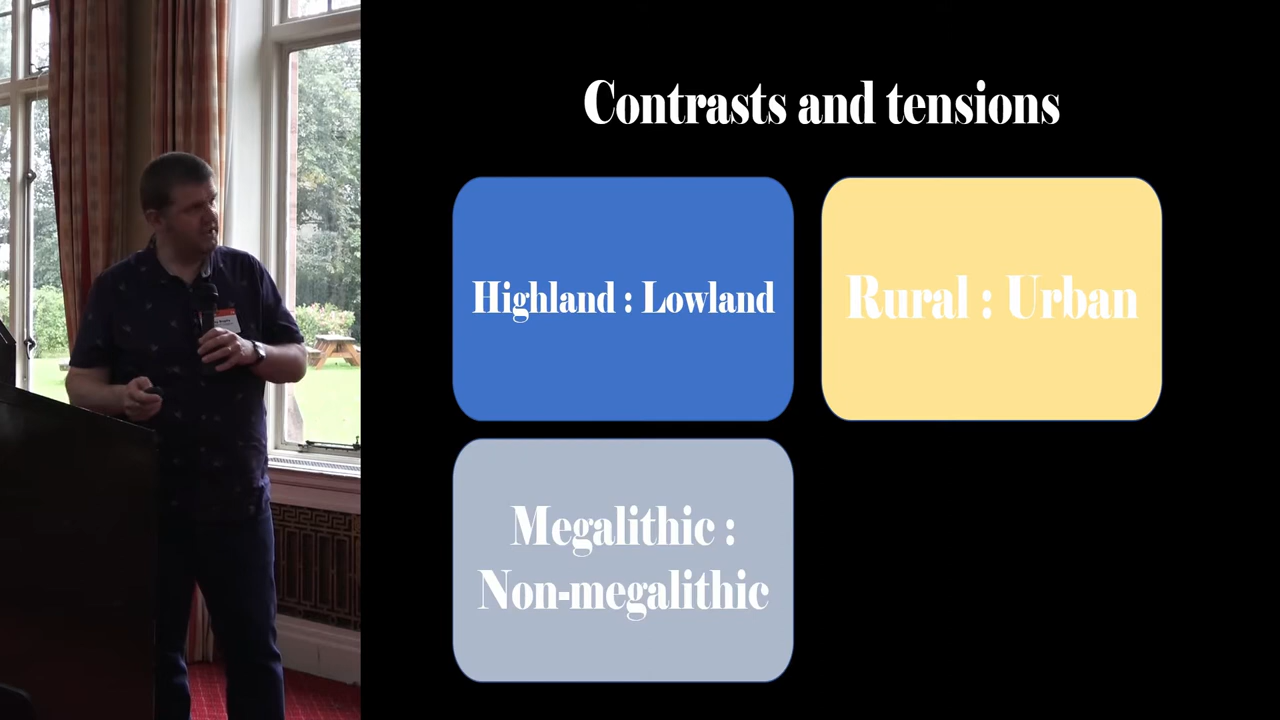 Contrasts and tensions
Highland : Lowland
Rural : Urban
Megalithic :
Non-megalithic